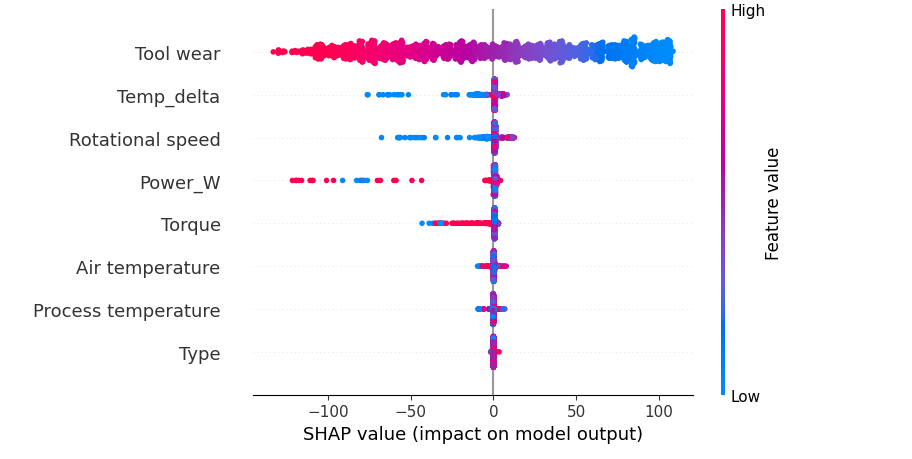 High
Tool wear
Temp_delta
Rotational speed
Power_W
Torque
Air temperature
Process temperature
Type
Feature value
Low
−100 −50 0 50 100
SHAP value (impact on model output)